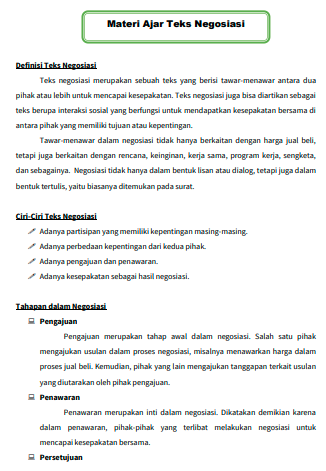 Materi Ajar Teks Negosiasi
Definisi Teks Negosiasi
Teks negosiasi merupakan sebuah teks yang berisi tawar-menawar antara dua
pihak atau lebih untuk mencapai kesepakatan. Teks negosiasi juga bisa diartikan sebagai
teks berupa interaksi sosial yang berfungsi untuk mendapatkan kesepakatan bersama di
antara pihak yang memiliki tujuan atau kepentingan.
Tawar-menawar dalam negosiasi tidak hanya berkaitan dengan harga jual beli,
tetapi juga berkaitan dengan rencana, keinginan, kerja sama, program kerja, sengketa,
dan sebagainya. Negosiasi tidak hanya dalam bentuk lisan atau dialog, tetapi juga dalam
bentuk tertulis, yaitu biasanya ditemukan pada surat.
Ciri-Ciri Teks Negosiasi
Adanya partisipan yang memiliki kepentingan masing-masing.
Adanya perbedaan kepentingan dari kedua pihak.
Adanya pengajuan dan penawaran.
Adanya kesepakatan sebagai hasil negosiasi.
Tahapan dalam Negosiasi
Pengajuan
Pengajuan merupakan tahap awal dalam negosiasi. Salah satu pihak
mengajukan usulan dalam proses negosiasi, misalnya menawarkan harga dalam
proses jual beli. Kemudian, pihak yang lain mengajukan tanggapan terkait usulan
yang diutarakan oleh pihak pengajuan.
Penawaran
Penawaran merupakan inti dalam negosiasi. Dikatakan demikian karena
dalam penawaran, pihak-pihak yang terlibat melakukan negosiasi untuk
mencapai kesepakatan bersama.
Persetujuan